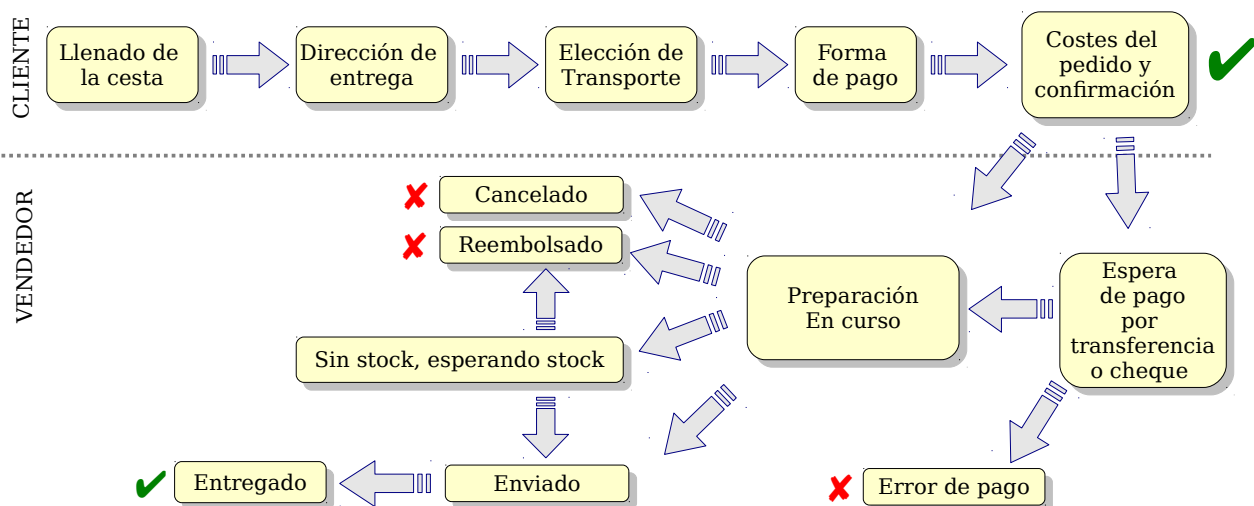 CLIENTE
Llenado de
la cesta
Dirección de
entrega
Elección de
Transporte
Forma
de pago
Costes del
pedido y
confirmación
VENDEDOR
Cancelado
Reembolsado
Preparación
En curso
Espera
de pago
por
transferencia
o cheque
Sin stock, esperando stock
Entregado
Enviado
Error de pago